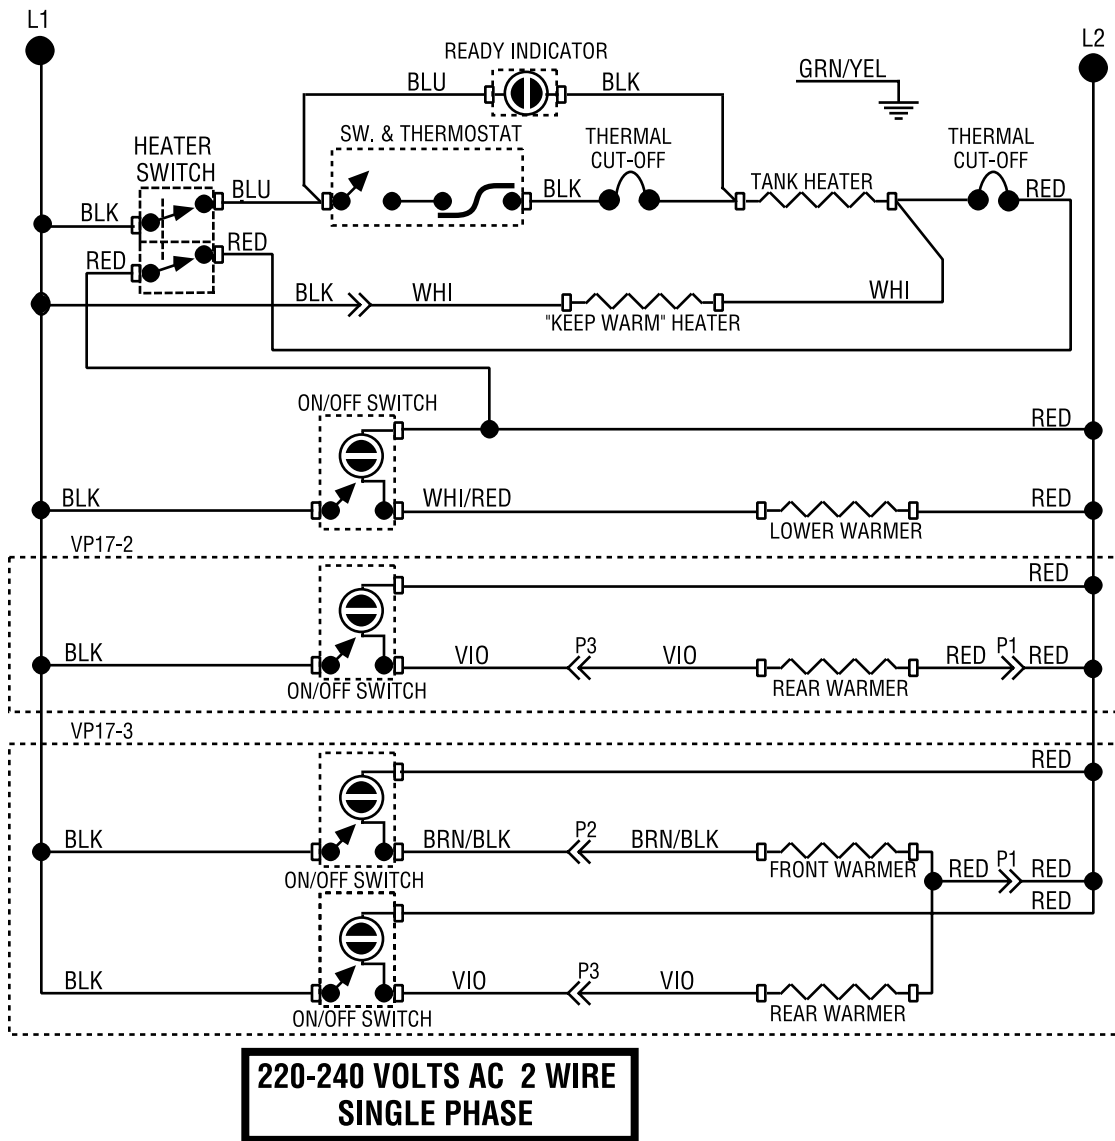 L1
L2
READY INDICATOR
BLU
BLK
GRN/YEL
HEATER
SWITCH
SW. & THERMOSTAT
THERMAL
CUT-OFF
THERMAL
CUT-OFF
BLK
BLU
BLK
TANK HEATER
RED
RED
RED
BLK
WHI
WHI
"KEEP WARM" HEATER
ON/OFF SWITCH
RED
BLK
WHI/RED
RED
LOWER WARMER
VP17-2
RED
BLK
VIO
P3
VIO
RED
P1
RED
ON/OFF SWITCH
REAR WARMER
VP17-3
RED
BLK
BRN/BLK
P2
BRN/BLK
FRONT WARMER
RED
P1
RED
ON/OFF SWITCH
RED
BLK
VIO
P3
VIO
ON/OFF SWITCH
REAR WARMER
220-240 VOLTS AC 2 WIRE
SINGLE PHASE